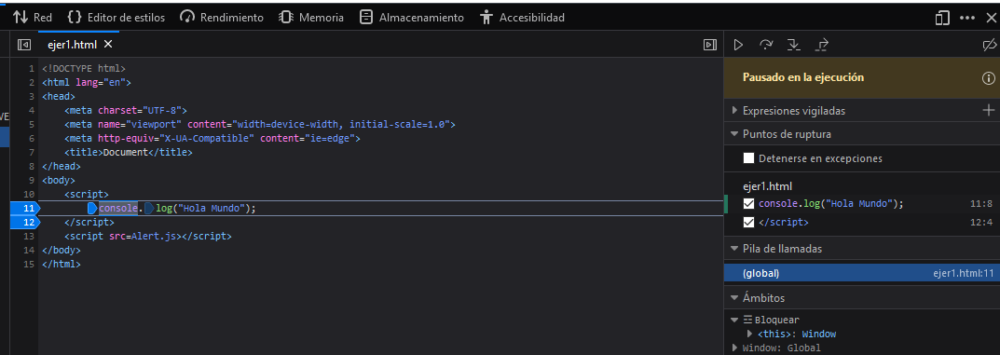 Red Editor de estilos Rendimiento Memoria Almacenamiento Accesibilidad
ejer1.html
1 <!DOCTYPE html>
2 <html lang="en">
3 <head>
4 <meta charset="UTF-8">
5 <meta name="viewport" content="width=device-width, initial-scale=1.0">
6 <meta http-equiv="X-UA-Compatible" content="ie=edge">
7 <title>Document</title>
8 </head>
9 <body>
10 <script>
11 console.log("Hola Mundo");
12 </script>
13 <script src=Alert.js></script>
14 </body>
15 </html>
VE
Pausado en la ejecución
Expresiones vigiladas
Puntos de ruptura
Detenerse en excepciones
ejer1.html
console.log("Hola Mundo"); 11:8
</script> 12:4
Pila de llamadas
(global) ejer1.html:11
Ámbitos
Bloquear
<this>: Window
Window: Global